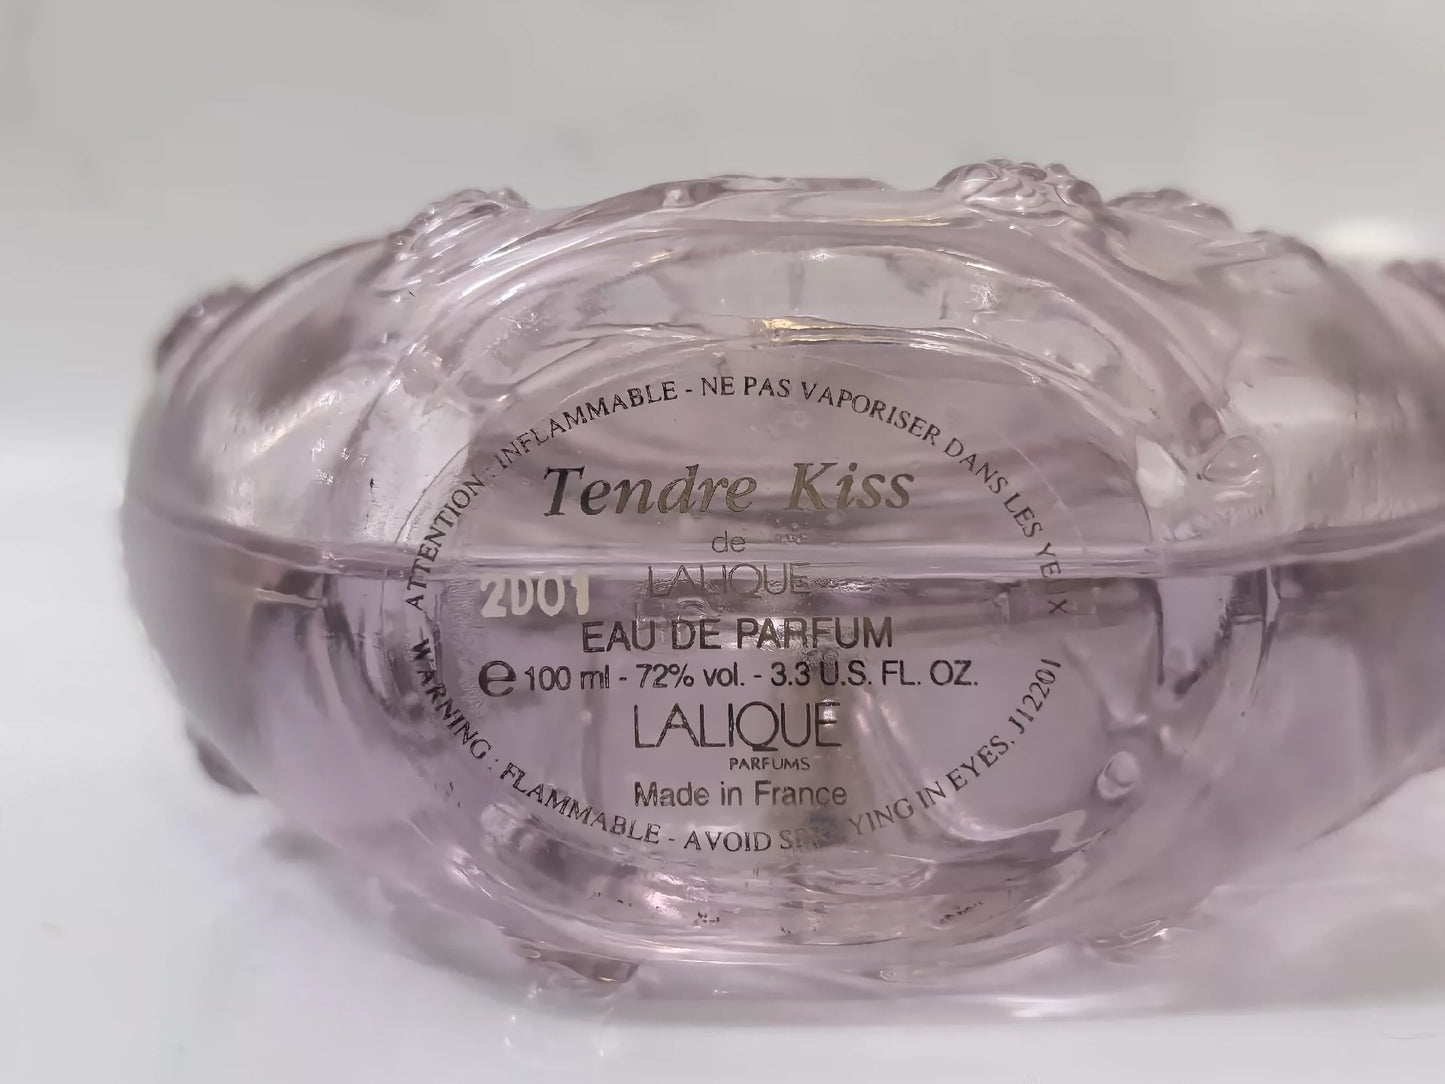 ATTENTION : INFLAMMABLE - NE PAS VAPORISER DANS LES YEUX
Tendre Kiss
de
LALIQUE
2D01
EAU DE PARFUM
e 100 ml - 72% vol. - 3.3 U.S. FL. OZ.
LALIQUE
PARFUMS
Made in France
WARNING : FLAMMABLE - AVOID SPRAYING IN EYES. J12201